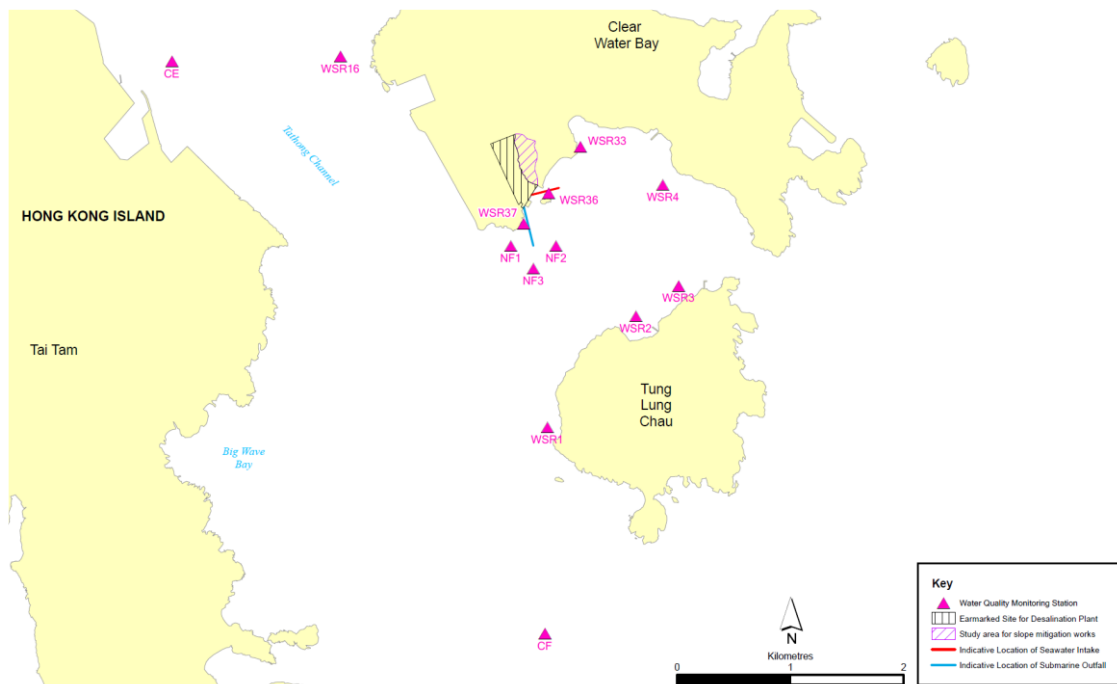 Clear
Water Bay
CE
WSR16
Tathong Channel
WSR33
WSR36
WSR4
HONG KONG ISLAND
WSR37
NF1
NF2
NF3
WSR3
WSR2
Tai Tam
Tung
Lung
Chau
WSR1
Big Wave
Bay
CF
N
Kilometres
0
1
2
Key
Water Quality Monitoring Station
Earmarked Site for Desalination Plant
Study area for slope mitigation works
Indicative Location of Seawater Intake
Indicative Location of Submarine Outfall